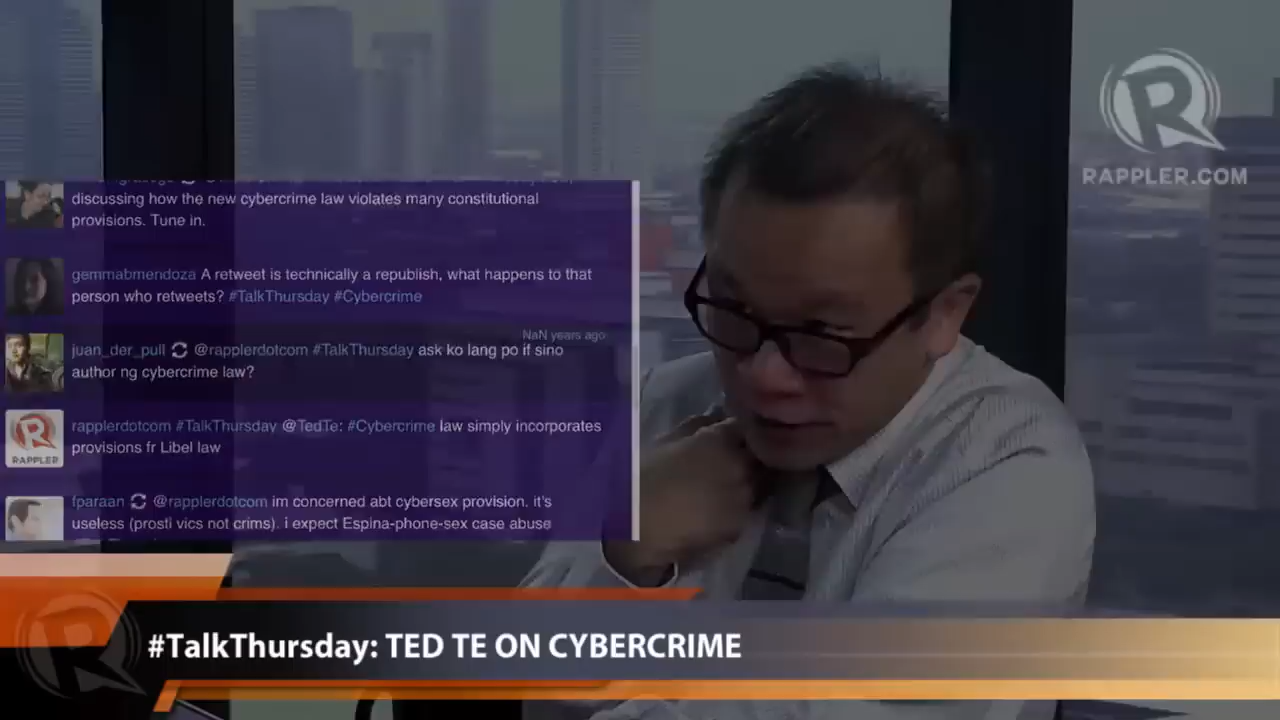 RAPPLER.COM
discussing how the new cybercrime law violates many constitutional
provisions. Tune in.
gemmabmendoza A retweet is technically a republish, what happens to that
person who retweets? #TalkThursday #Cybercrime
NaN years ago
juan_der_pull @rapplerdotcom #TalkThursday ask ko lang po if sino
author ng cybercrime law?
rapplerdotcom #TalkThursday @TedTe: #Cybercrime law simply incorporates
provisions fr Libel law
RAPPLER
fparaan @rapplerdotcom im concerned abt cybersex provision. it's
useless (prosti vics not crims). i expect Espina-phone-sex case abuse
#TalkThursday: TED TE ON CYBERCRIME